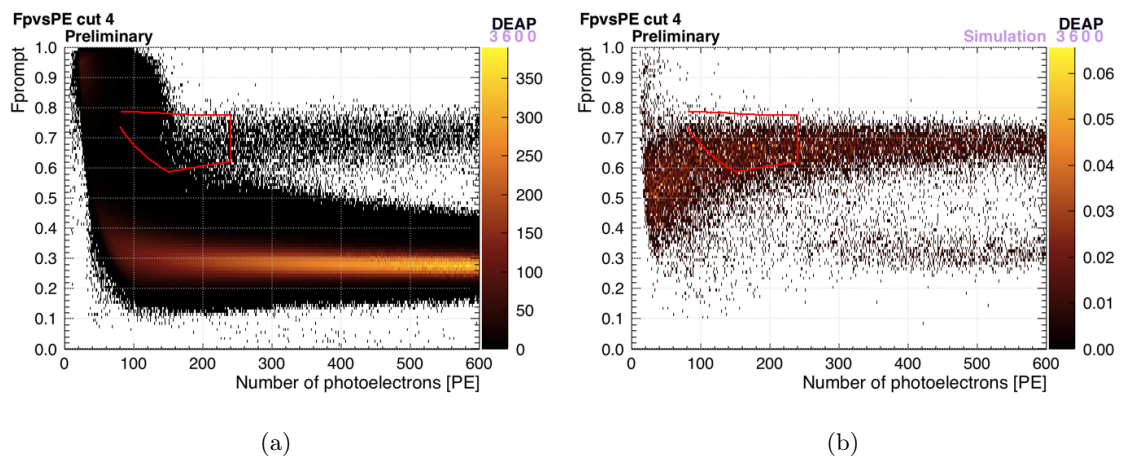 FpvsPE cut 4
Preliminary
DEAP
3600
Fprompt
1.0
0.9
0.8
0.7
0.6
0.5
0.4
0.3
0.2
0.1
0.0
0 100 200 300 400 500 600
Number of photoelectrons [PE]
350
300
250
200
150
100
50
0
(a)
FpvsPE cut 4
Preliminary
Simulation
DEAP
3600
Fprompt
1.0
0.9
0.8
0.7
0.6
0.5
0.4
0.3
0.2
0.1
0.0
0 100 200 300 400 500 600
Number of photoelectrons [PE]
0.06
0.05
0.04
0.03
0.02
0.01
0.00
(b)